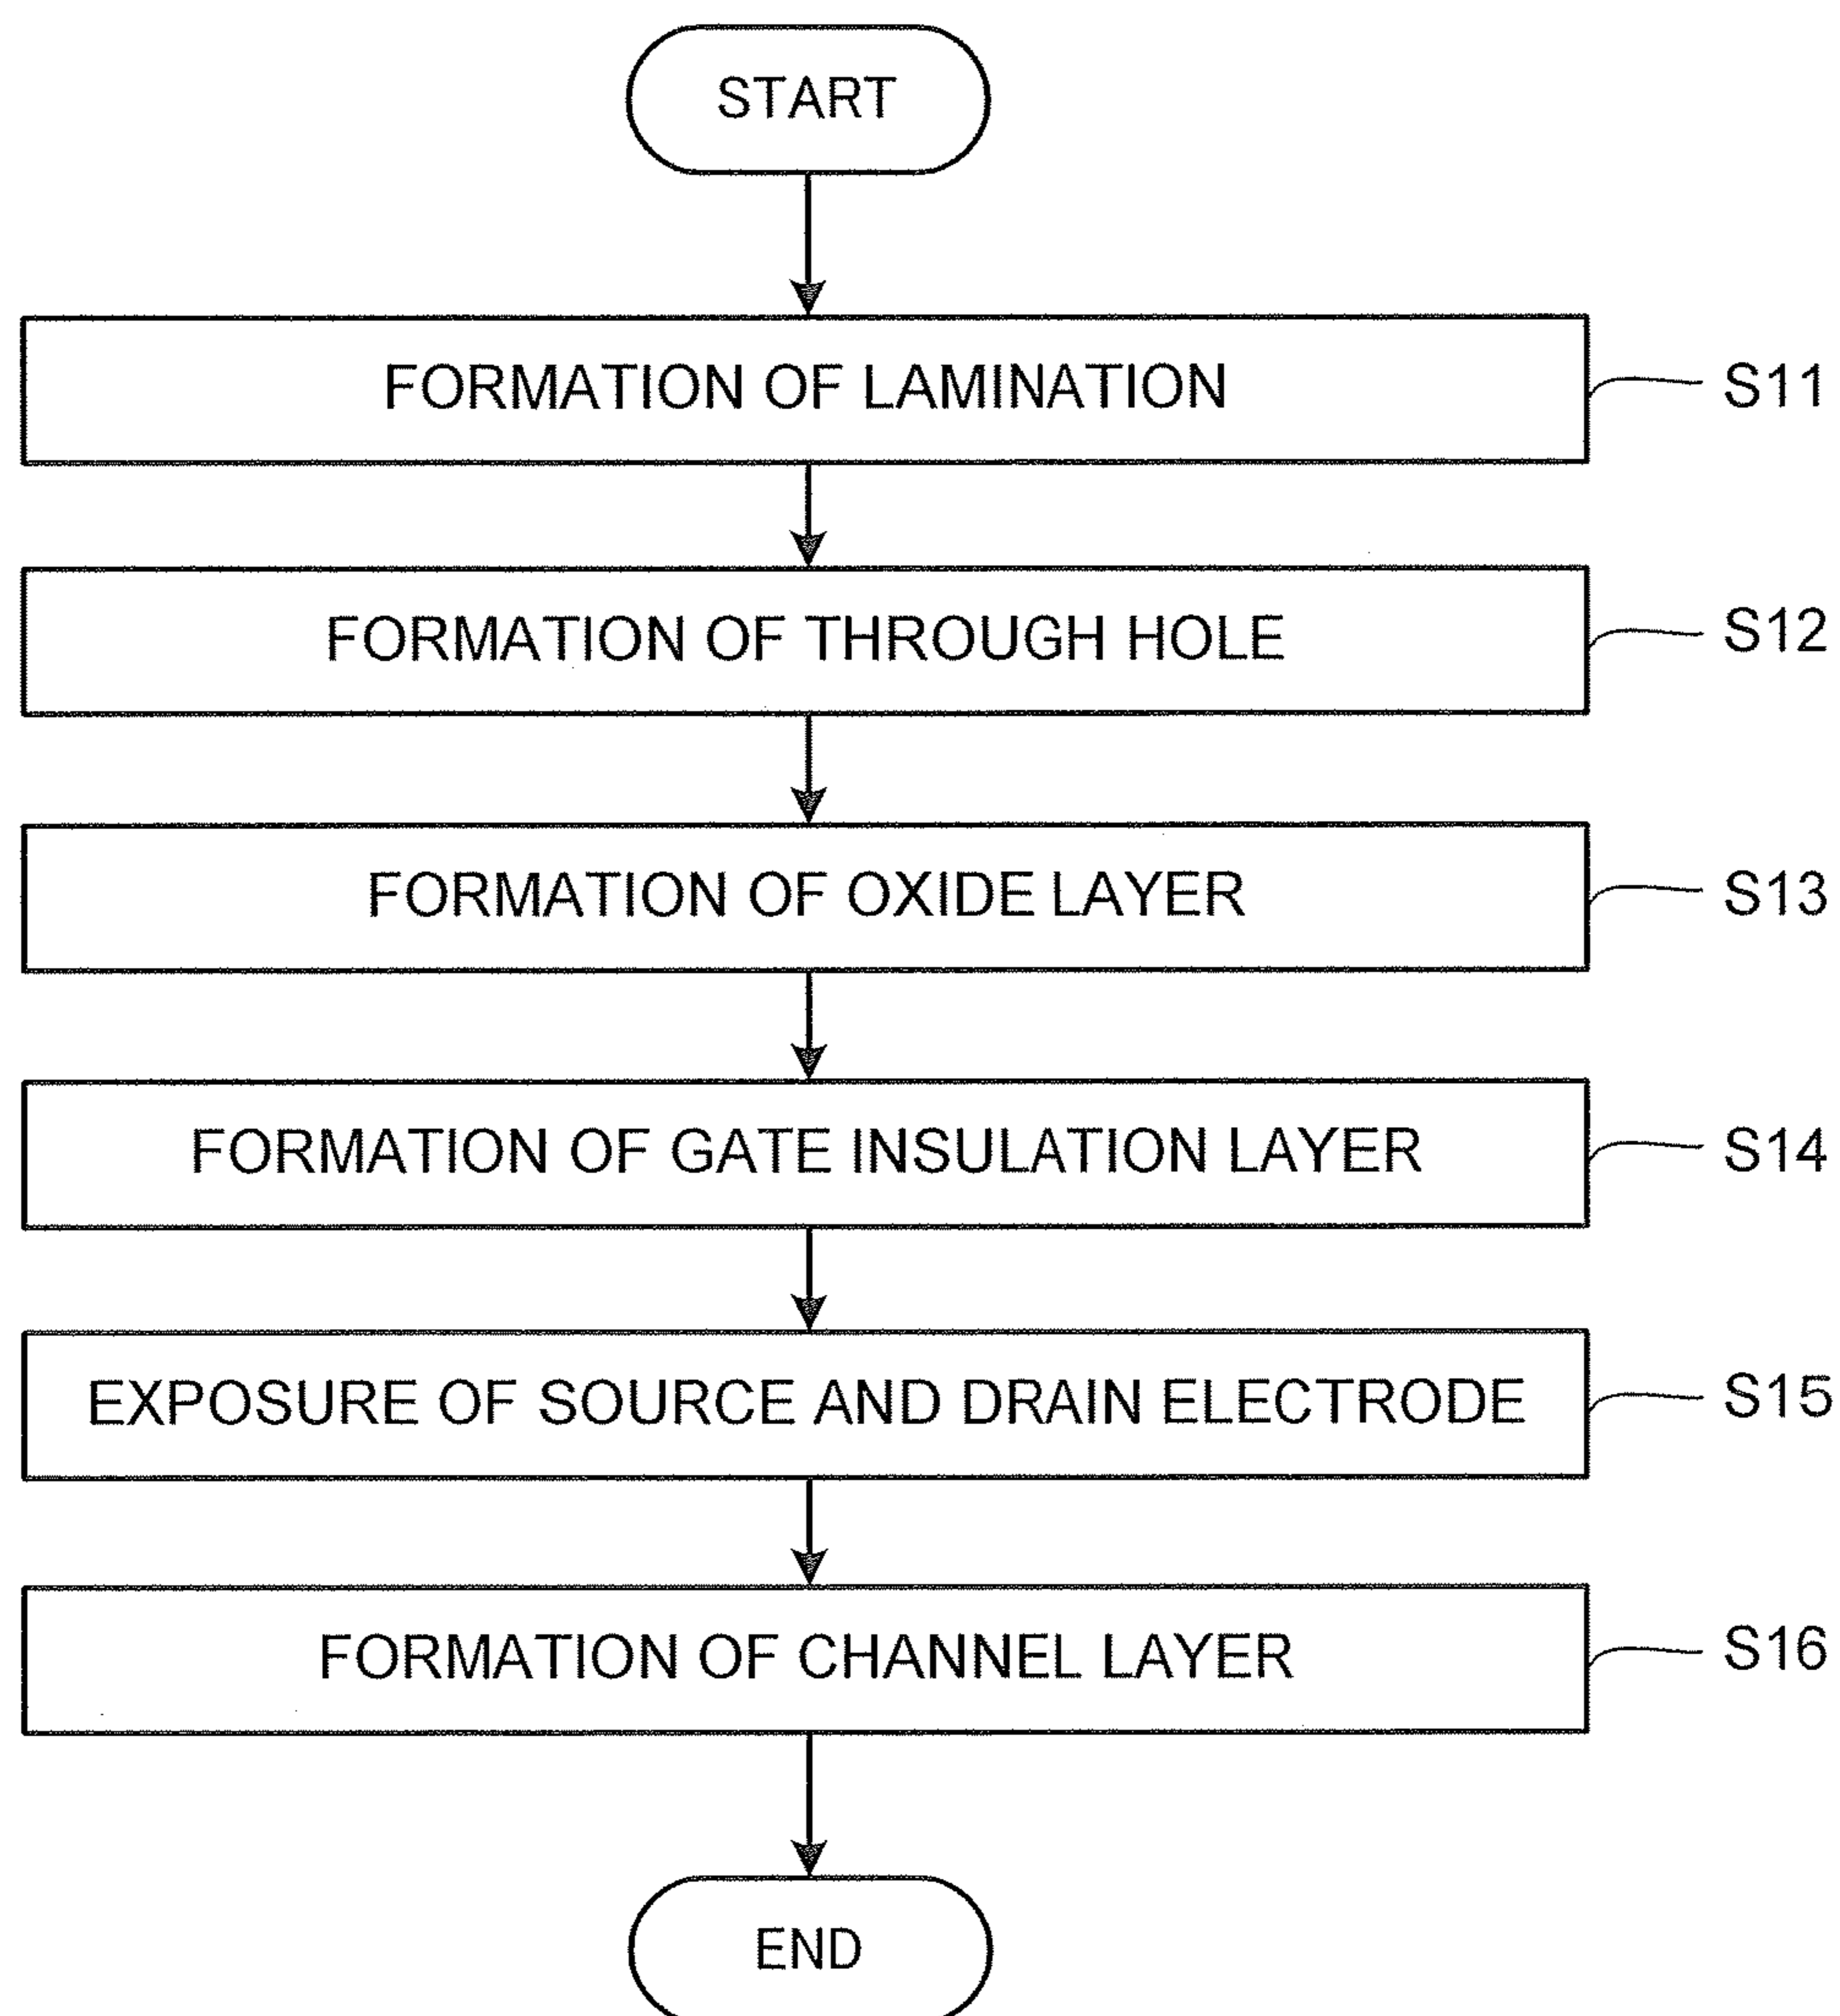 START
FORMATION OF LAMINATION
S11
FORMATION OF THROUGH HOLE
S12
FORMATION OF OXIDE LAYER
S13
FORMATION OF GATE INSULATION LAYER
S14
EXPOSURE OF SOURCE AND DRAIN ELECTRODE
S15
FORMATION OF CHANNEL LAYER
S16
END